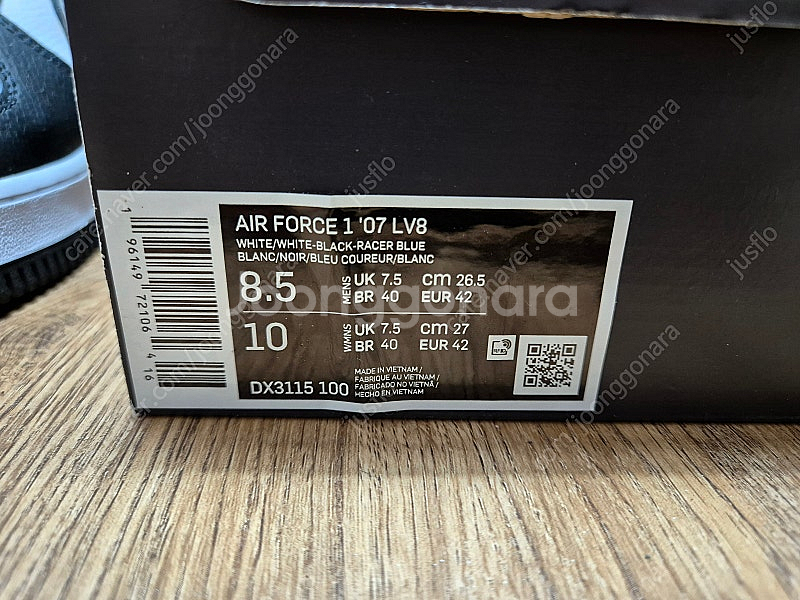 AIR FORCE 1 '07 LV8
WHITE/WHITE-BLACK-RACER BLUE
BLANC/NOIR/BLEU COUREUR/BLANC
8.5 MENS UK 7.5 CM 26.5
BR 40 EUR 42
10 WMNS UK 7.5 CM 27
BR 40 EUR 42
DX3115 100
MADE IN VIETNAM /
FABRIQUE AU VIETNAM /
FABRICADO NO VIETNÃ /
HECHO EN VIETNAM
1 96149 72106 416
joonggonara
jusflo
cafe.naver.com/joonggonara